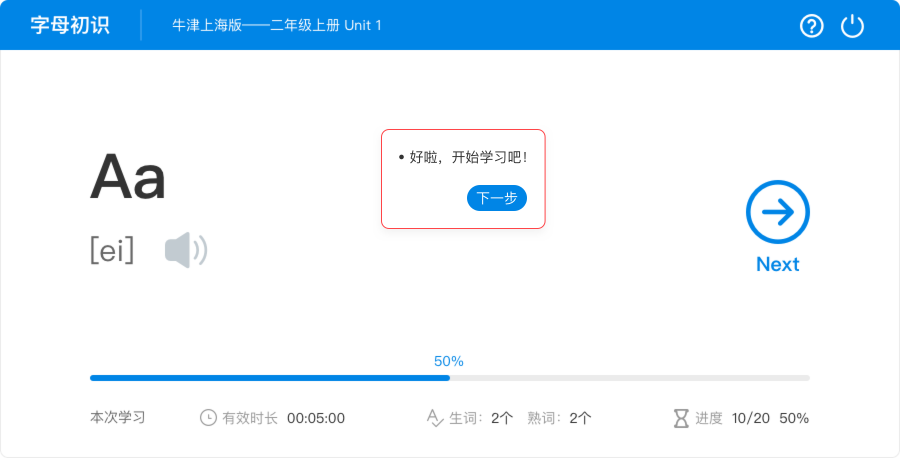 字母初识
牛津上海版——二年级上册 Unit 1
• 好啦，开始学习吧！
下一步
Aa
[ei]
Next
50%
本次学习 有效时长 00:05:00 生词： 2个 熟词： 2个 进度 10/20 50%